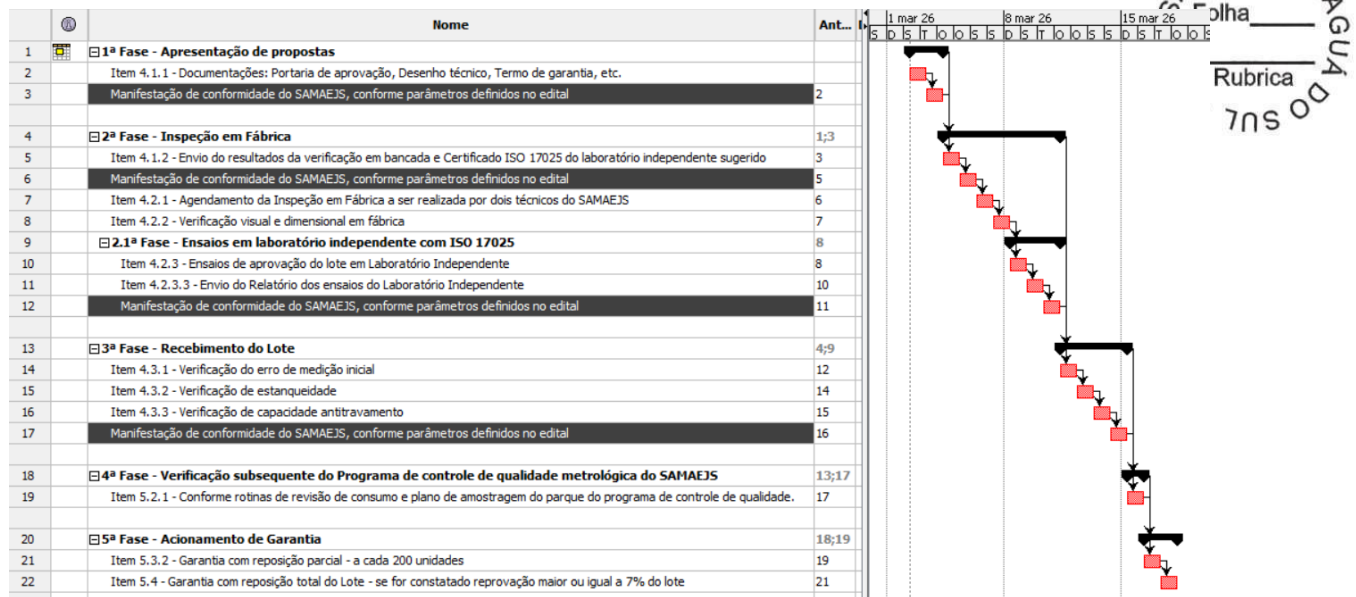 Nome Ant... 1 mar 26 8 mar 26 15 mar 26
S D S T O O S S D S T O O S S D S T O O S
1 1ª Fase - Apresentação de propostas
2 Item 4.1.1 - Documentações: Portaria de aprovação, Desenho técnico, Termo de garantia, etc.
3 Manifestação de conformidade do SAMAEJS, conforme parâmetros definidos no edital 2
4 2ª Fase - Inspeção em Fábrica 1;3
5 Item 4.1.2 - Envio do resultados da verificação em bancada e Certificado ISO 17025 do laboratório independente sugerido 3
6 Manifestação de conformidade do SAMAEJS, conforme parâmetros definidos no edital 5
7 Item 4.2.1 - Agendamento da Inspeção em Fábrica a ser realizada por dois técnicos do SAMAEJS 6
8 Item 4.2.2 - Verificação visual e dimensional em fábrica 7
9 2.1ª Fase - Ensaios em laboratório independente com ISO 17025 8
10 Item 4.2.3 - Ensaios de aprovação do lote em Laboratório Independente 8
11 Item 4.2.3.3 - Envio do Relatório dos ensaios do Laboratório Independente 10
12 Manifestação de conformidade do SAMAEJS, conforme parâmetros definidos no edital 11
13 3ª Fase - Recebimento do Lote 4;9
14 Item 4.3.1 - Verificação do erro de medição inicial 12
15 Item 4.3.2 - Verificação de estanqueidade 14
16 Item 4.3.3 - Verificação de capacidade antitravamento 15
17 Manifestação de conformidade do SAMAEJS, conforme parâmetros definidos no edital 16
18 4ª Fase - Verificação subsequente do Programa de controle de qualidade metrológica do SAMAEJS 13;17
19 Item 5.2.1 - Conforme rotinas de revisão de consumo e plano de amostragem do parque do programa de controle de qualidade. 17
20 5ª Fase - Acionamento de Garantia 18;19
21 Item 5.3.2 - Garantia com reposição parcial - a cada 200 unidades 19
22 Item 5.4 - Garantia com reposição total do Lote - se for constatado reprovação maior ou igual a 7% do lote 21
Rubrica
AGUÁ DO SUL